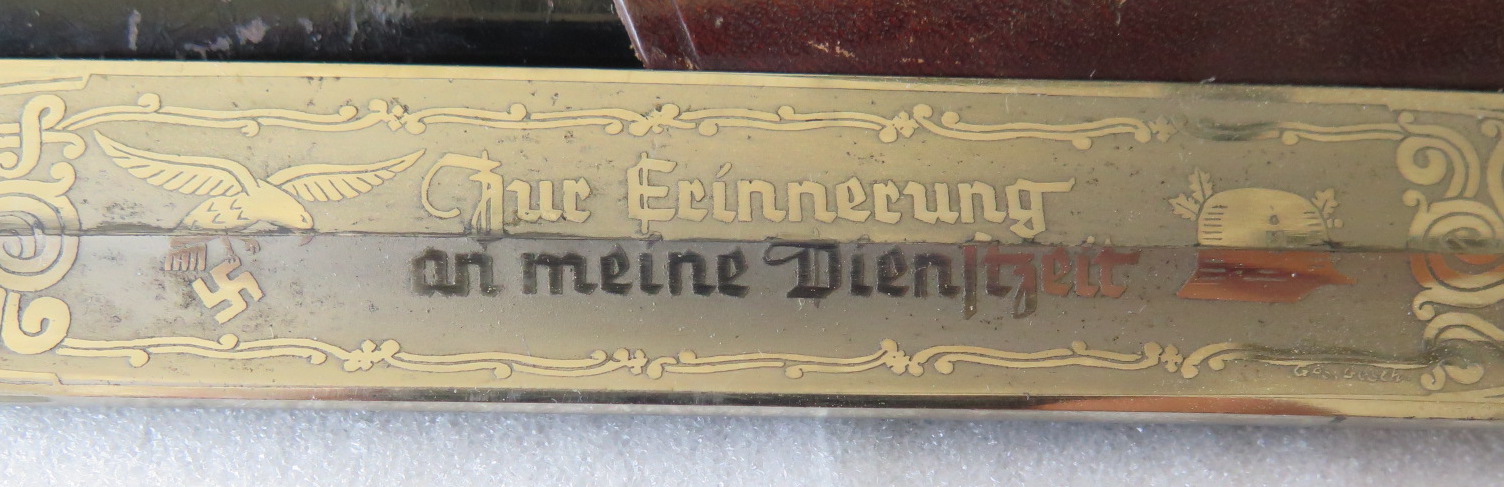 Zur Erinnerung
an meine Dienstzeit